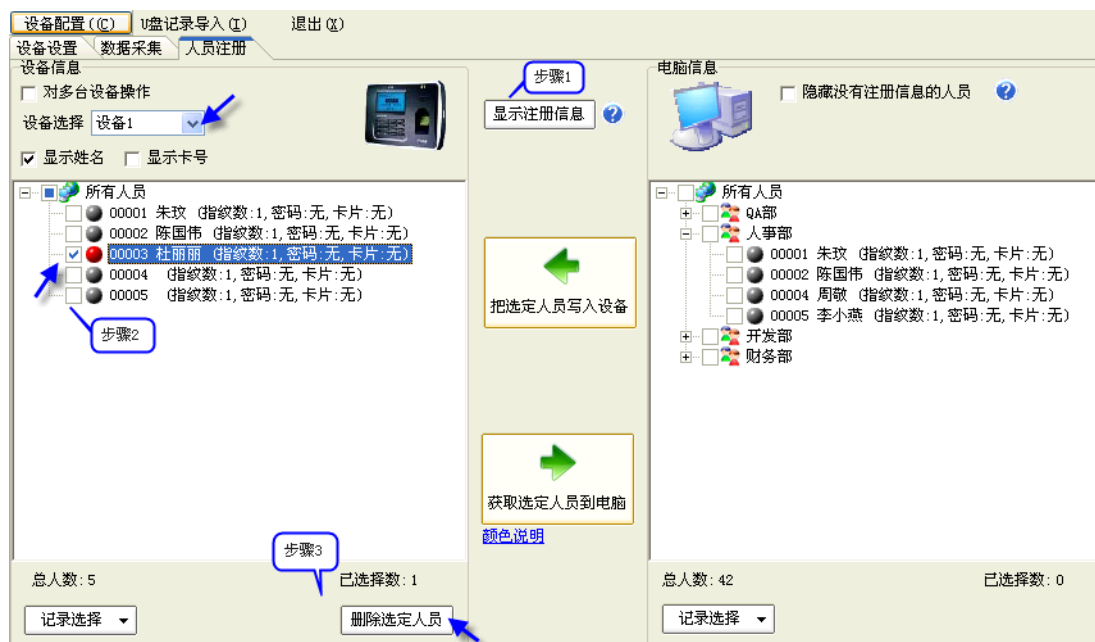 设备配置(C) U盘记录导入(I) 退出(X)
设备设置 数据采集 人员注册
设备信息
对多台设备操作
设备选择 设备1
显示姓名 显示卡号
步骤1
显示注册信息
电脑信息
隐藏没有注册信息的人员
所有人员
00001 朱玟 (指纹数:1,密码:无,卡片:无)
00002 陈国伟 (指纹数:1,密码:无,卡片:无)
00003 杜丽丽 (指纹数:1,密码:无,卡片:无)
00004 (指纹数:1,密码:无,卡片:无)
00005 (指纹数:1,密码:无,卡片:无)
步骤2
把选定人员写入设备
获取选定人员到电脑
颜色说明
所有人员
QA部
人事部
00001 朱玟 (指纹数:1,密码:无,卡片:无)
00002 陈国伟 (指纹数:1,密码:无,卡片:无)
00004 周敬 (指纹数:1,密码:无,卡片:无)
00005 李小燕 (指纹数:1,密码:无,卡片:无)
开发部
财务部
步骤3
总人数:5 已选择数:1
记录选择 删除选定人员
总人数:42 已选择数:0
记录选择